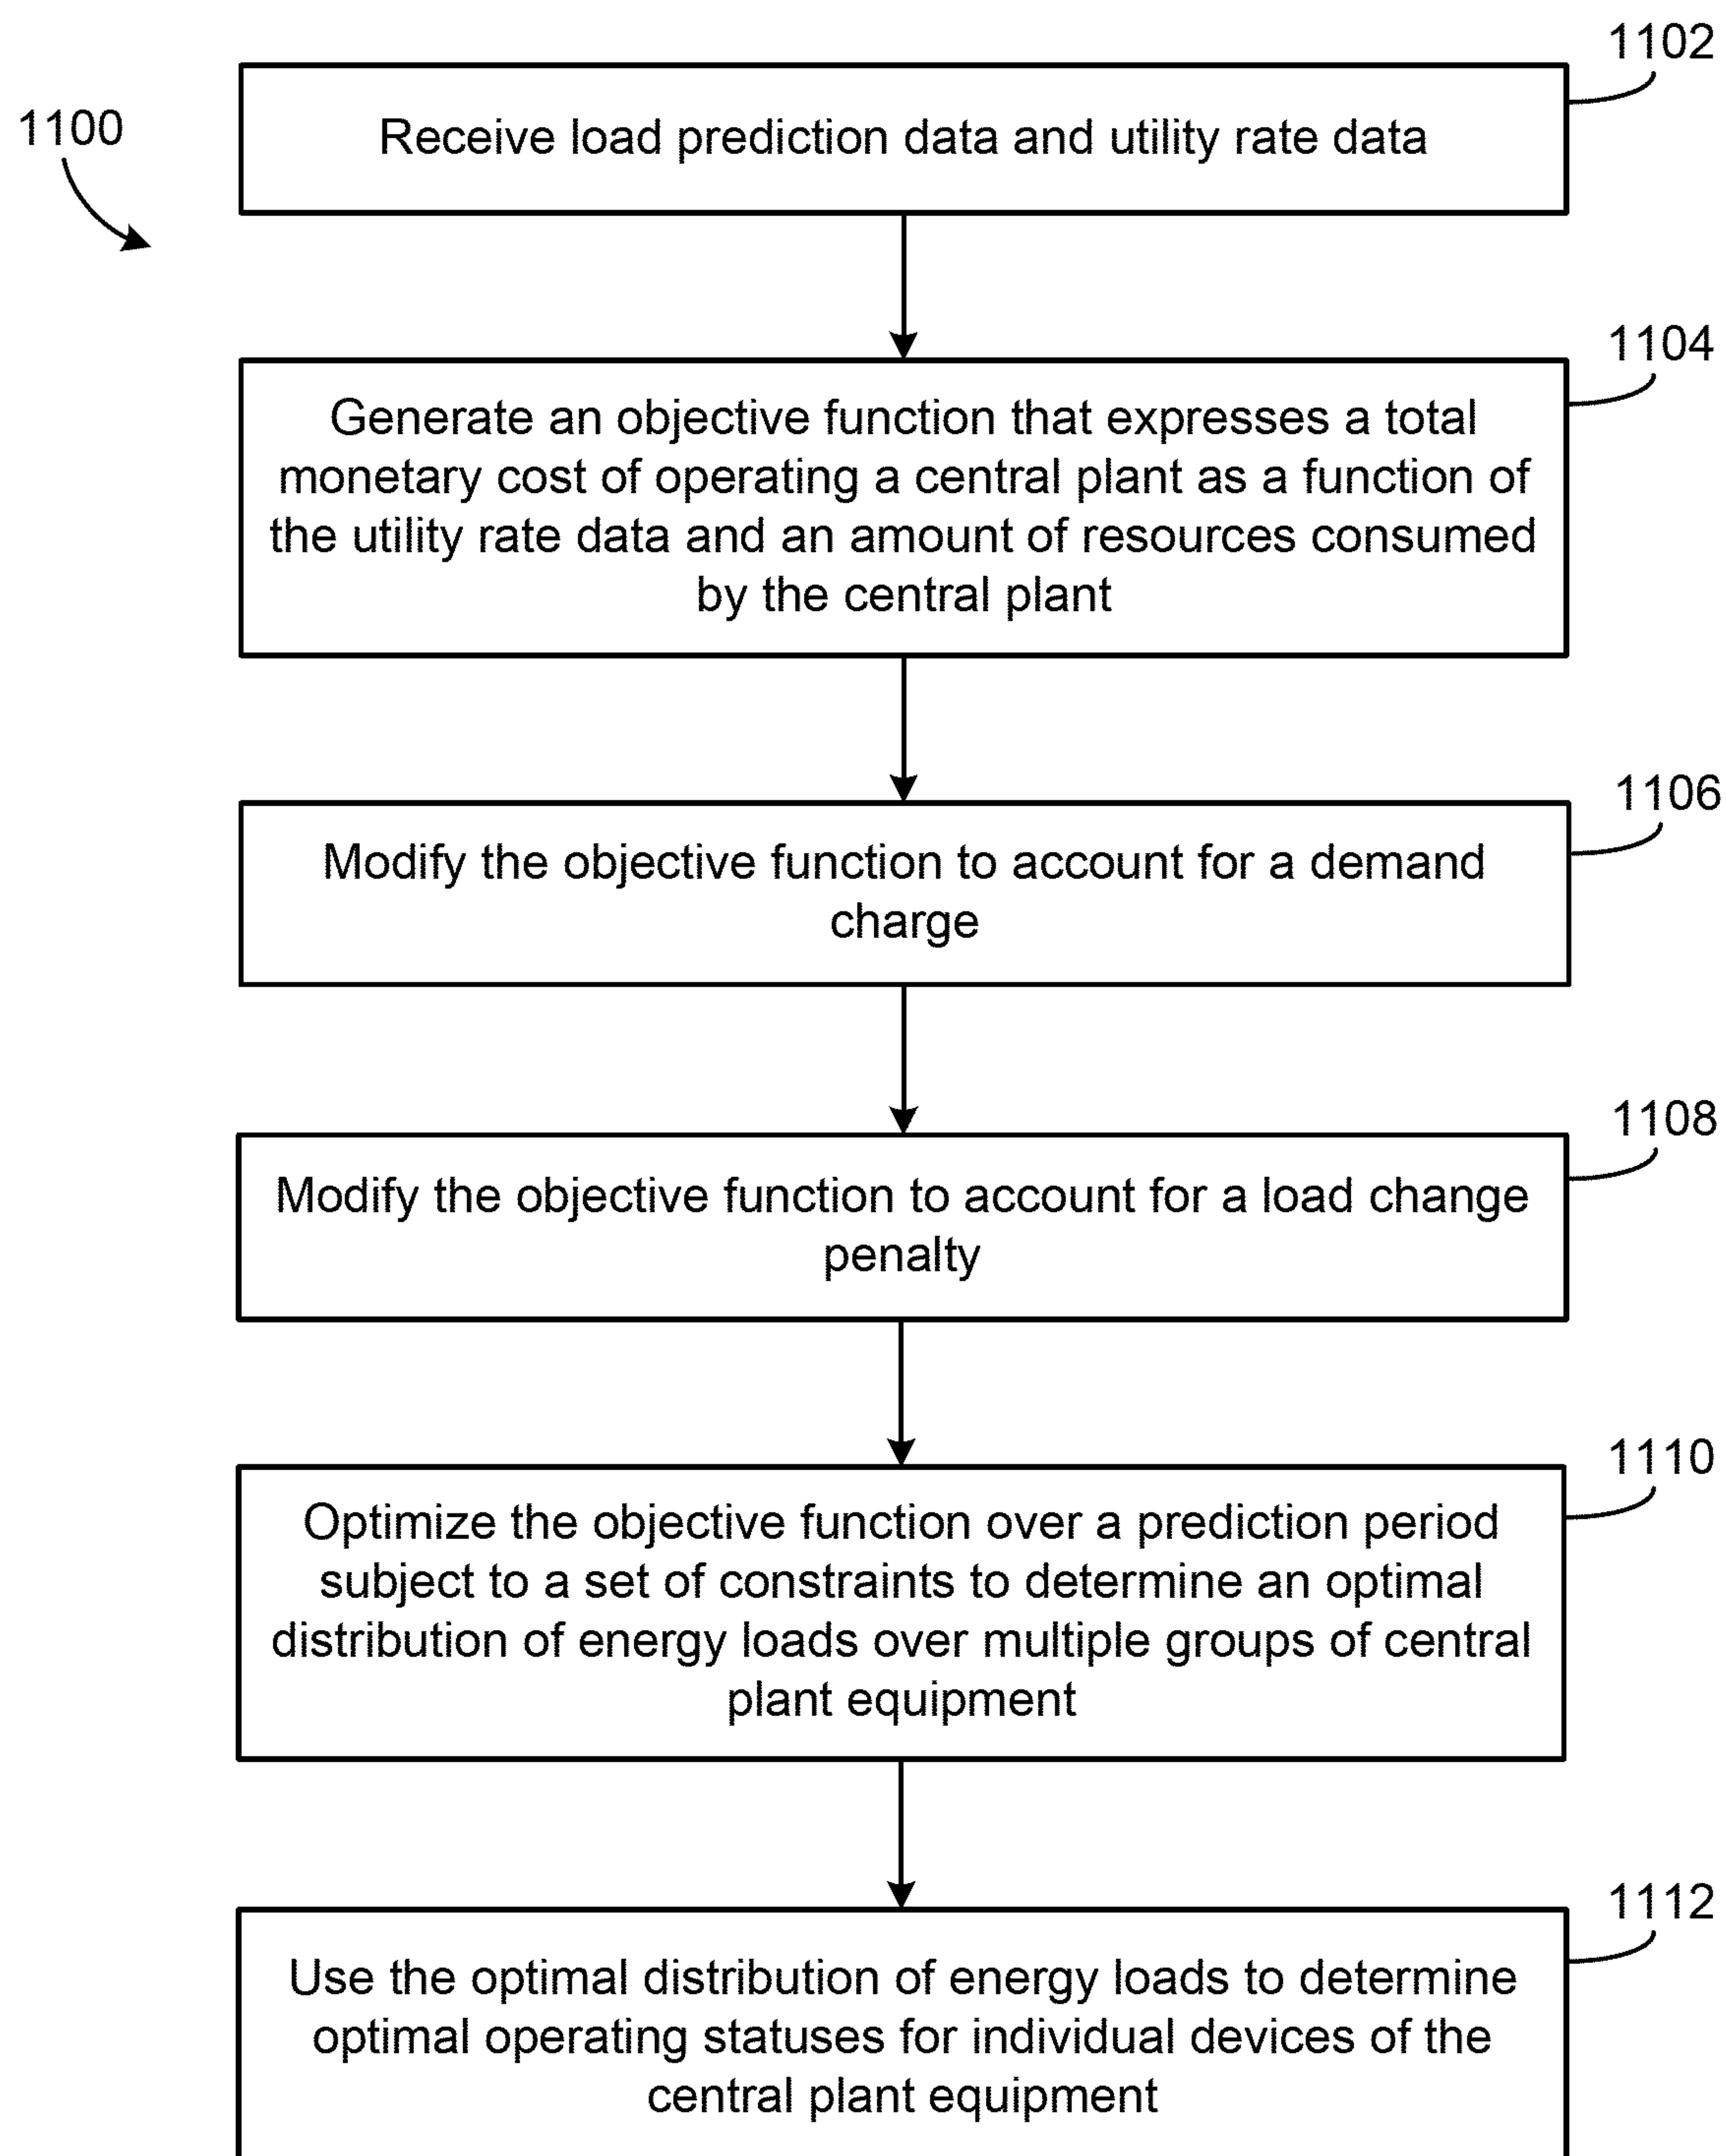 1102
1100
Receive load prediction data and utility rate data
1104
Generate an objective function that expresses a total
monetary cost of operating a central plant as a function of
the utility rate data and an amount of resources consumed
by the central plant
1106
Modify the objective function to account for a demand
charge
1108
Modify the objective function to account for a load change
penalty
1110
Optimize the objective function over a prediction period
subject to a set of constraints to determine an optimal
distribution of energy loads over multiple groups of central
plant equipment
1112
Use the optimal distribution of energy loads to determine
optimal operating statuses for individual devices of the
central plant equipment